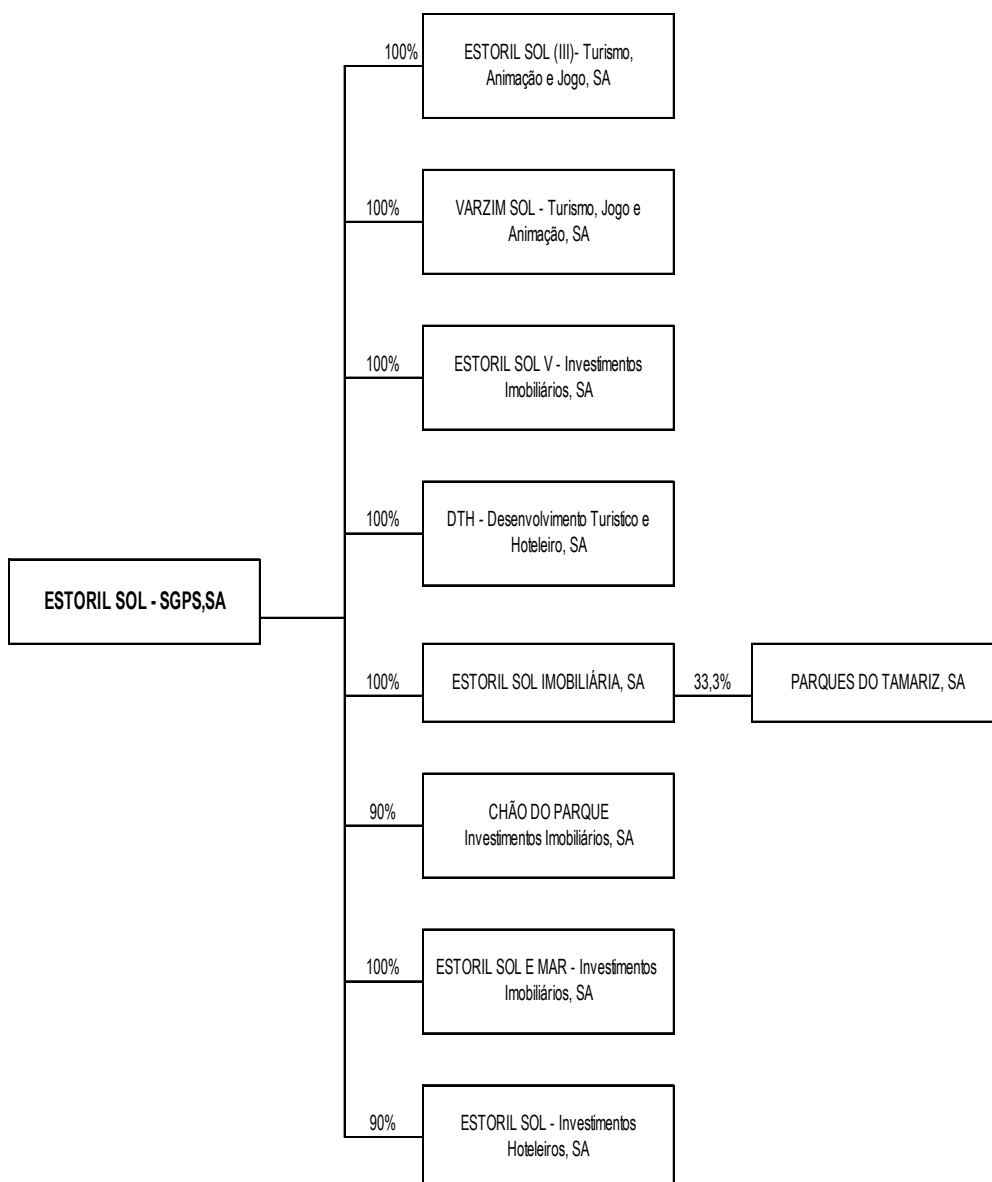 100%
ESTORIL SOL (III)- Turismo,
Animação e Jogo, SA
100%
VARZIM SOL - Turismo, Jogo e
Animação, SA
100%
ESTORIL SOL V - Investimentos
Imobiliários, SA
100%
DTH - Desenvolvimento Turistico e
Hoteleiro, SA
ESTORIL SOL - SGPS,SA
100%
ESTORIL SOL IMOBILIÁRIA, SA
33,3%
PARQUES DO TAMARIZ, SA
90%
CHÃO DO PARQUE
Investimentos Imobiliários, SA
100%
ESTORIL SOL E MAR - Investimentos
Imobiliários, SA
90%
ESTORIL SOL - Investimentos
Hoteleiros, SA